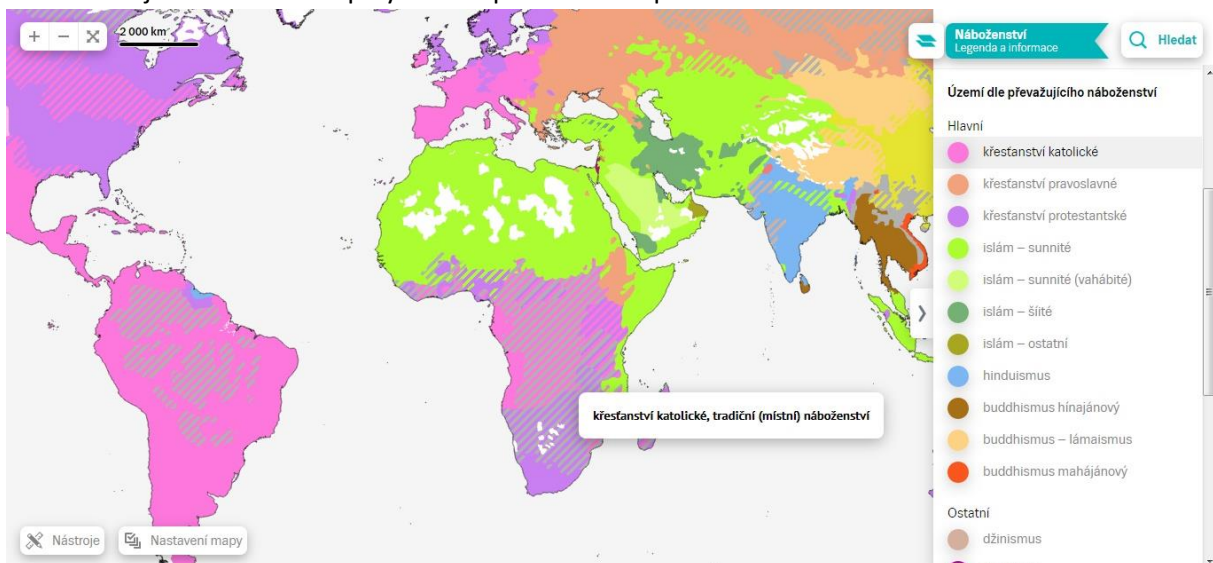 2 000 km
Náboženství
Legenda a informace
Hledat
Území dle převažujícího náboženství
Hlavní
křesťanství katolické
křesťanství pravoslavné
křesťanství protestantské
islám – sunnité
islám – sunnité (vahábité)
islám – šíité
islám – ostatní
hinduismus
buddhismus hínajánový
buddhismus – lámaismus
buddhismus mahájánový
Ostatní
džinismus
křesťanství katolické, tradiční (místní) náboženství
Nástroje
Nastavení mapy